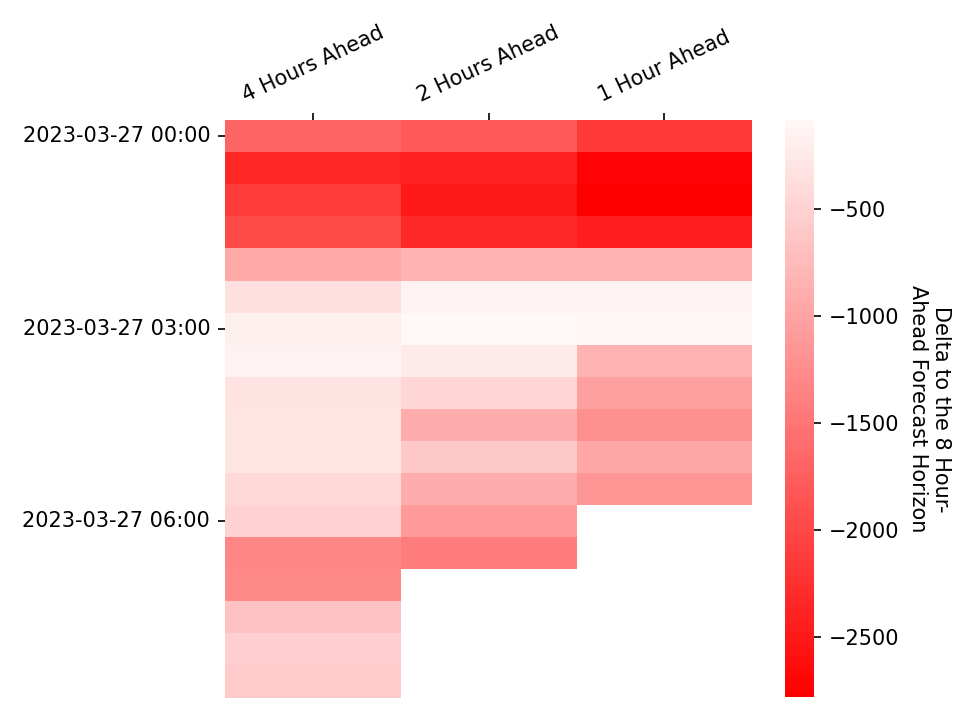 4 Hours Ahead
2 Hours Ahead
1 Hour Ahead
2023-03-27 00:00
2023-03-27 03:00
2023-03-27 06:00
−500
−1000
−1500
−2000
−2500
Delta to the 8 Hour-
Ahead Forecast Horizon